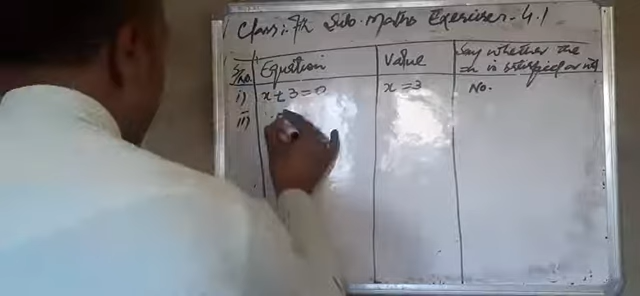 Class:- 7th Sub. Maths Exercise:- 4.1
S.No. Equation Value Say whether the
eqn is satisfied or not
i) x + 3 = 0 x = 3 No.
ii)